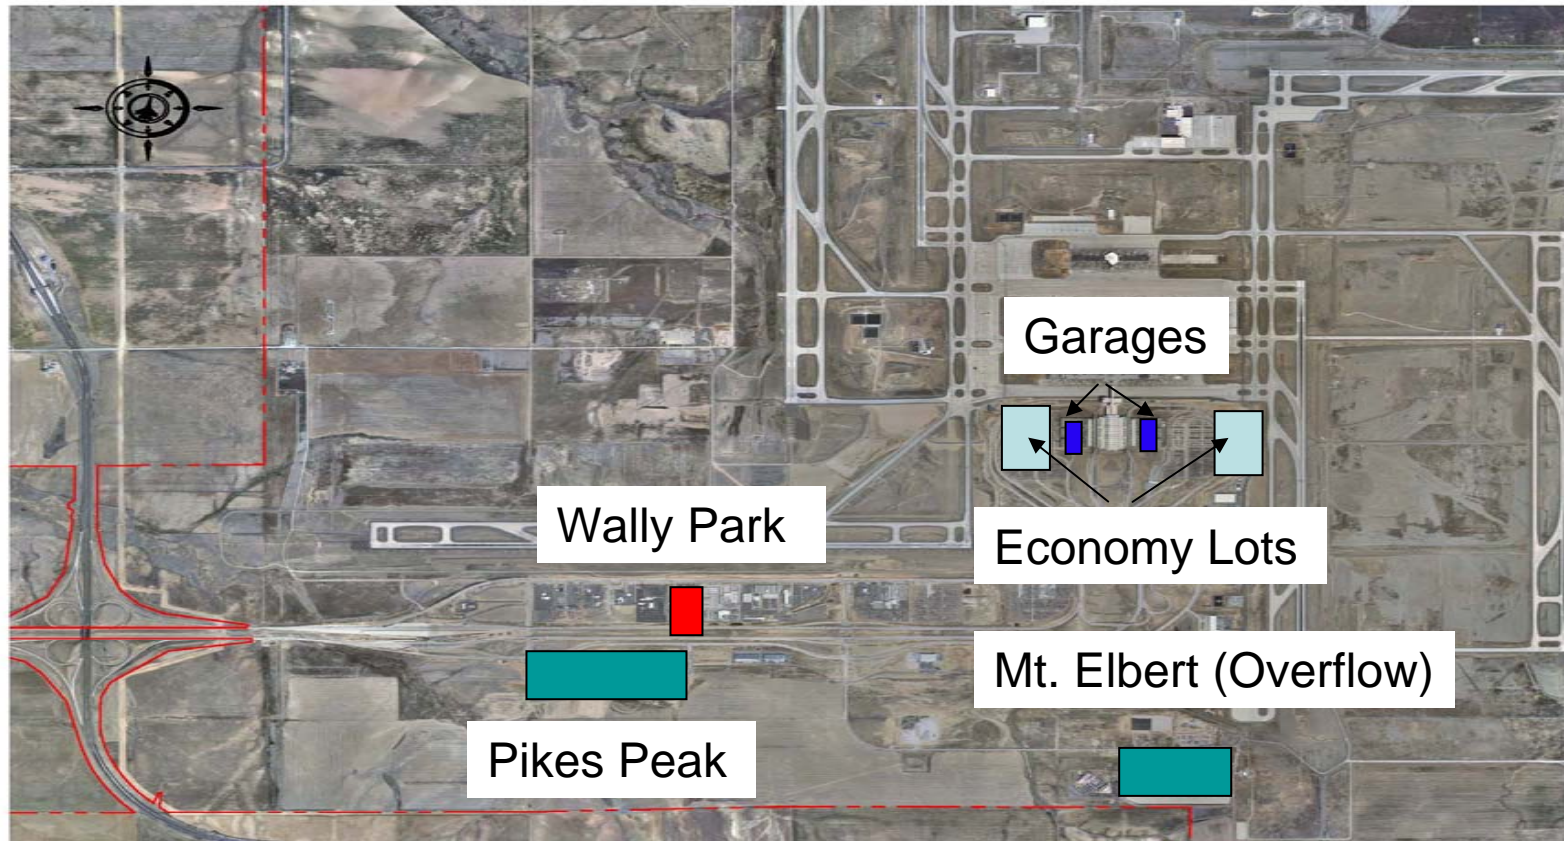 Garages
Wally Park
Economy Lots
Mt. Elbert (Overflow)
Pikes Peak